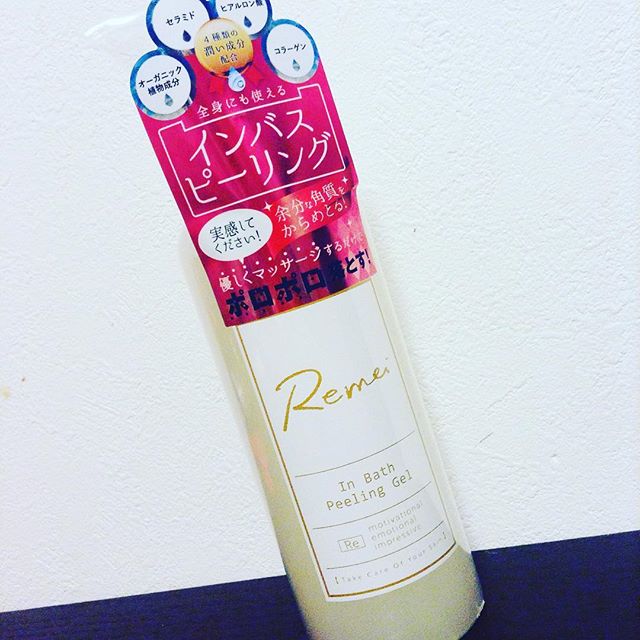 セラミド
ヒアルロン酸
4種類の
潤い成分
配合
コラーゲン
オーガニック
植物成分
全身にも使える
インバス
ピーリング
余分な角質を
からめとる!
実感して
ください!
優しくマッサージするだけで
ポロポロ落とす!
Remei
In Bath
Peeling Gel
Re
motivational
emotional
impressive
【Take Care Of Your Skin】